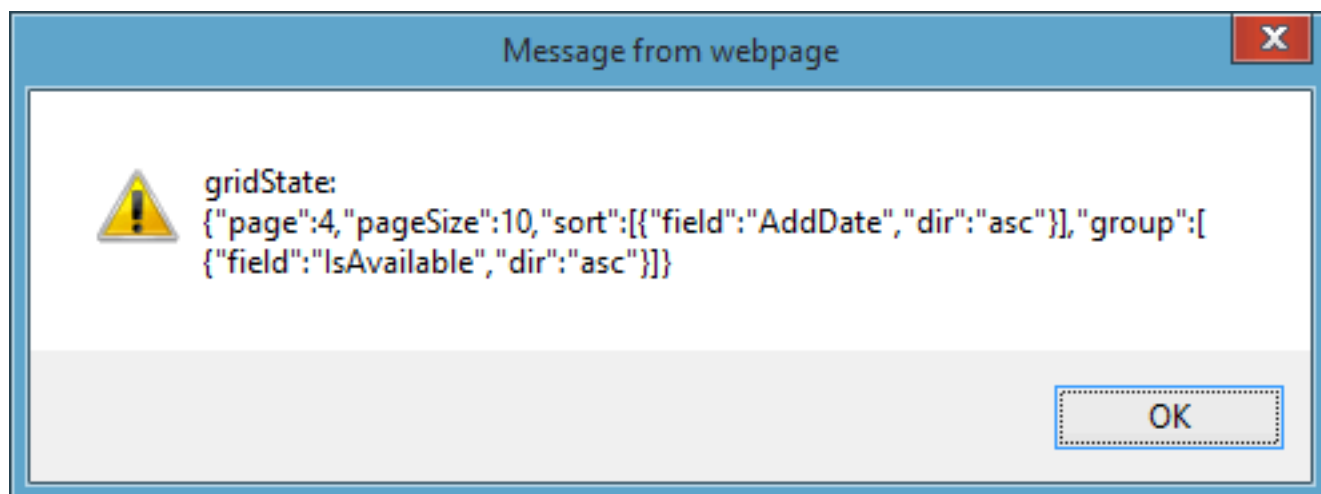 Message from webpage
gridState:
{"page":4,"pageSize":10,"sort":[{"field":"AddDate","dir":"asc"}],"group":[
{"field":"IsAvailable","dir":"asc"}]}
OK